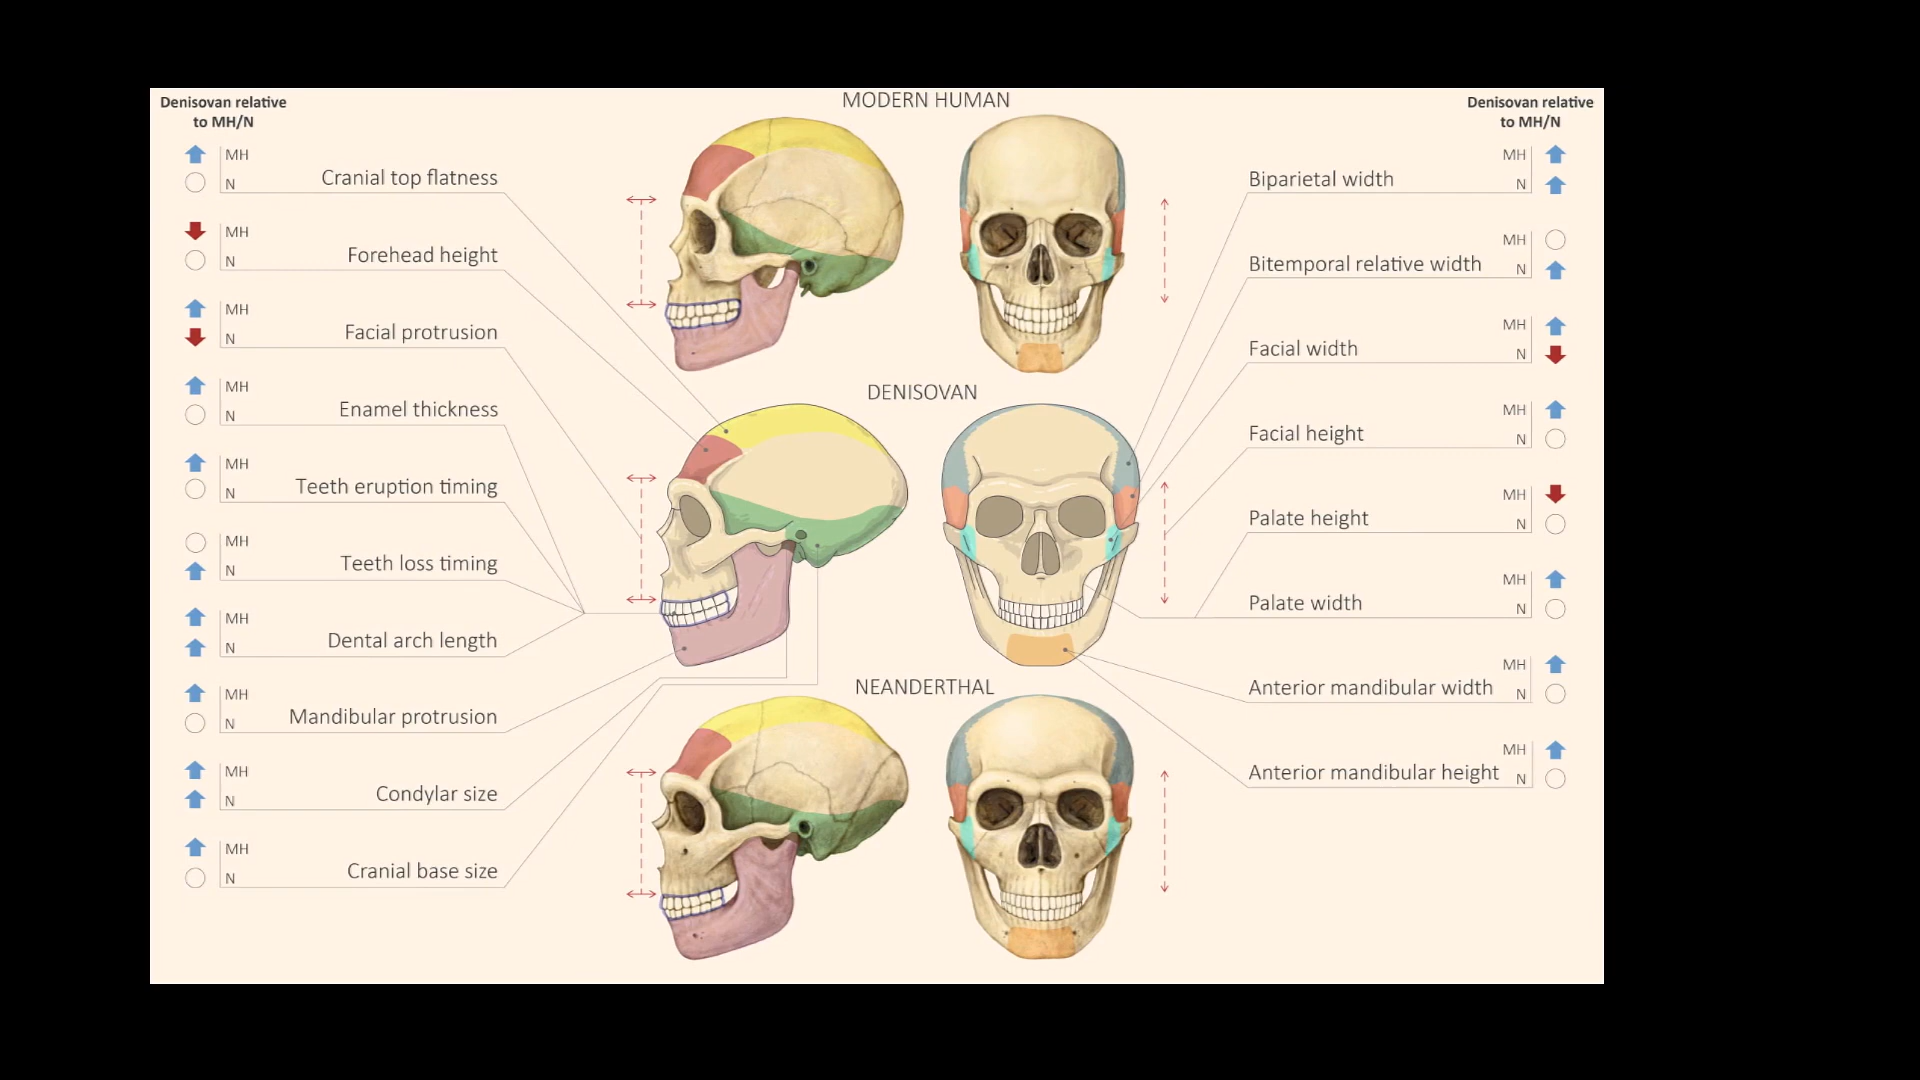 Denisovan relative
to MH/N
MH
N
Cranial top flatness
MH
N
Forehead height
MH
N
Facial protrusion
MH
N
Enamel thickness
MH
N
Teeth eruption timing
MH
N
Teeth loss timing
MH
N
Dental arch length
MH
N
Mandibular protrusion
MH
N
Condylar size
MH
N
Cranial base size
MODERN HUMAN
DENISOVAN
NEANDERTHAL
Denisovan relative
to MH/N
Biparietal width
MH
N
Bitemporal relative width
MH
N
Facial width
MH
N
Facial height
MH
N
Palate height
MH
N
Palate width
MH
N
Anterior mandibular width
MH
N
Anterior mandibular height
MH
N